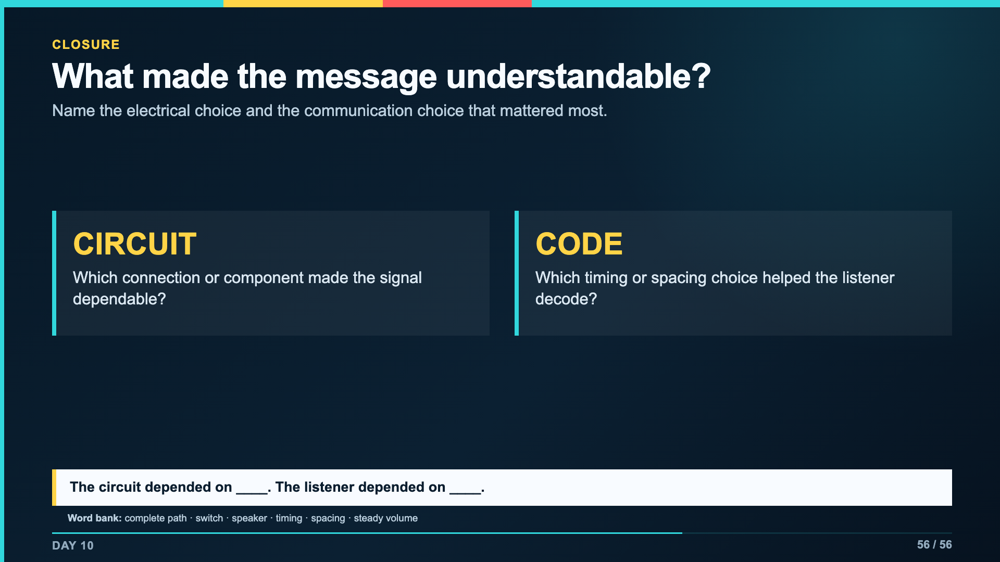 CLOSURE
What made the message understandable?
Name the electrical choice and the communication choice that mattered most.
CIRCUIT
Which connection or component made the signal
dependable?
CODE
Which timing or spacing choice helped the listener
decode?
The circuit depended on ____. The listener depended on ____.
Word bank: complete path · switch · speaker · timing · spacing · steady volume
DAY 10
56 / 56